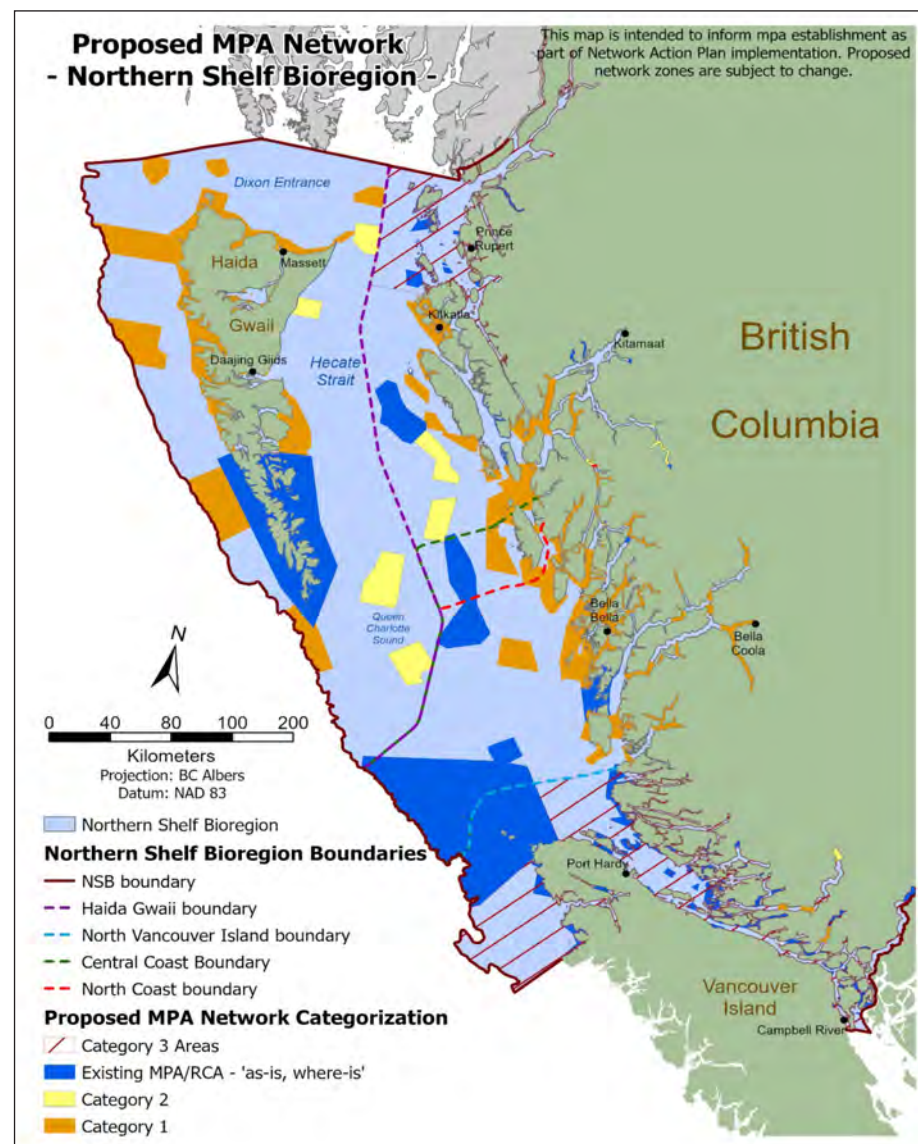 Proposed MPA Network
- Northern Shelf Bioregion -
This map is intended to inform mpa establishment as
part of Network Action Plan implementation. Proposed
network zones are subject to change.
Dixon Entrance
Prince
Rupert
Haida
Massett
Gwaii
Kitkatla
Kitamaat
British
Columbia
Daajing Giids
Hecate
Strait
Bella
Bella
Queen
Charlotte
Sound
Bella
Coola
N
0 40 80 100 200
Kilometers
Projection: BC Albers
Datum: NAD 83
Northern Shelf Bioregion
Northern Shelf Bioregion Boundaries
NSB boundary
Haida Gwaii boundary
North Vancouver Island boundary
Central Coast Boundary
North Coast boundary
Proposed MPA Network Categorization
Category 3 Areas
Existing MPA/RCA - 'as-is, where-is'
Category 2
Category 1
Port Hardy
Vancouver
Island
Campbell River